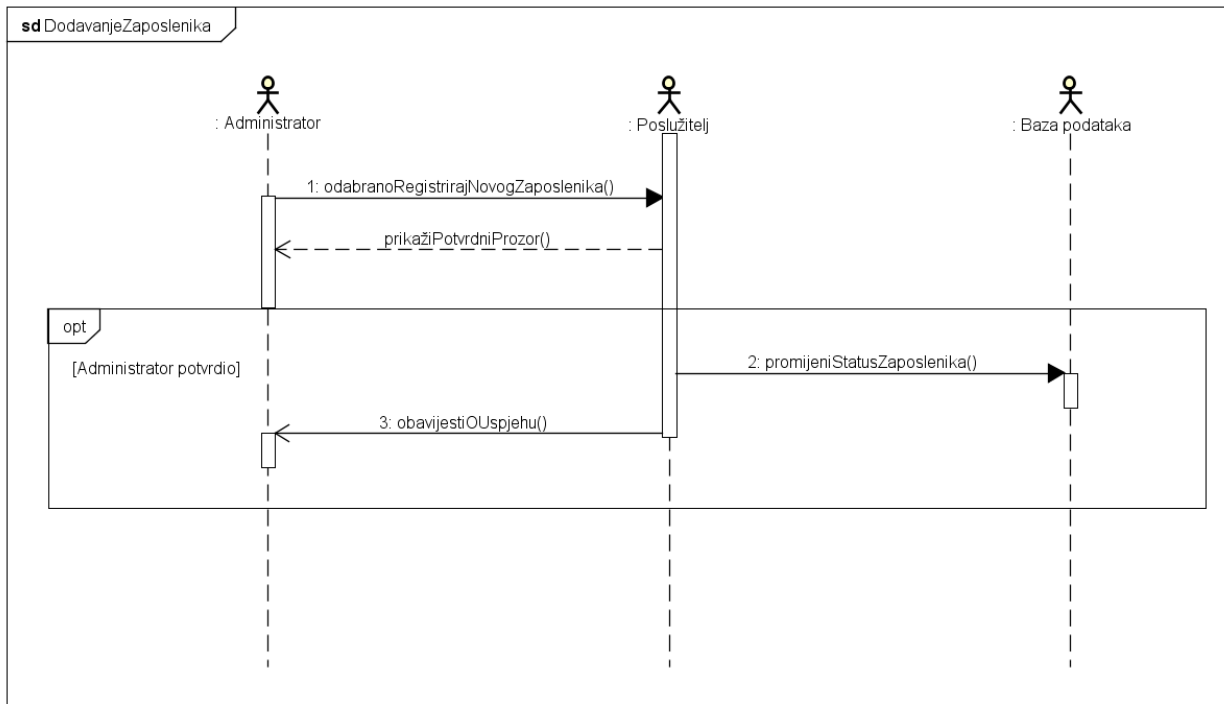 sd DodavanjeZaposlenika
: Administrator
: Poslužitelj
: Baza podataka
1: odabranoRegistrirajNovogZaposlenika()
prikažiPotvrdniProzor()
opt
[Administrator potvrdio]
2: promijeniStatusZaposlenika()
3: obavijestiOUspjehu()